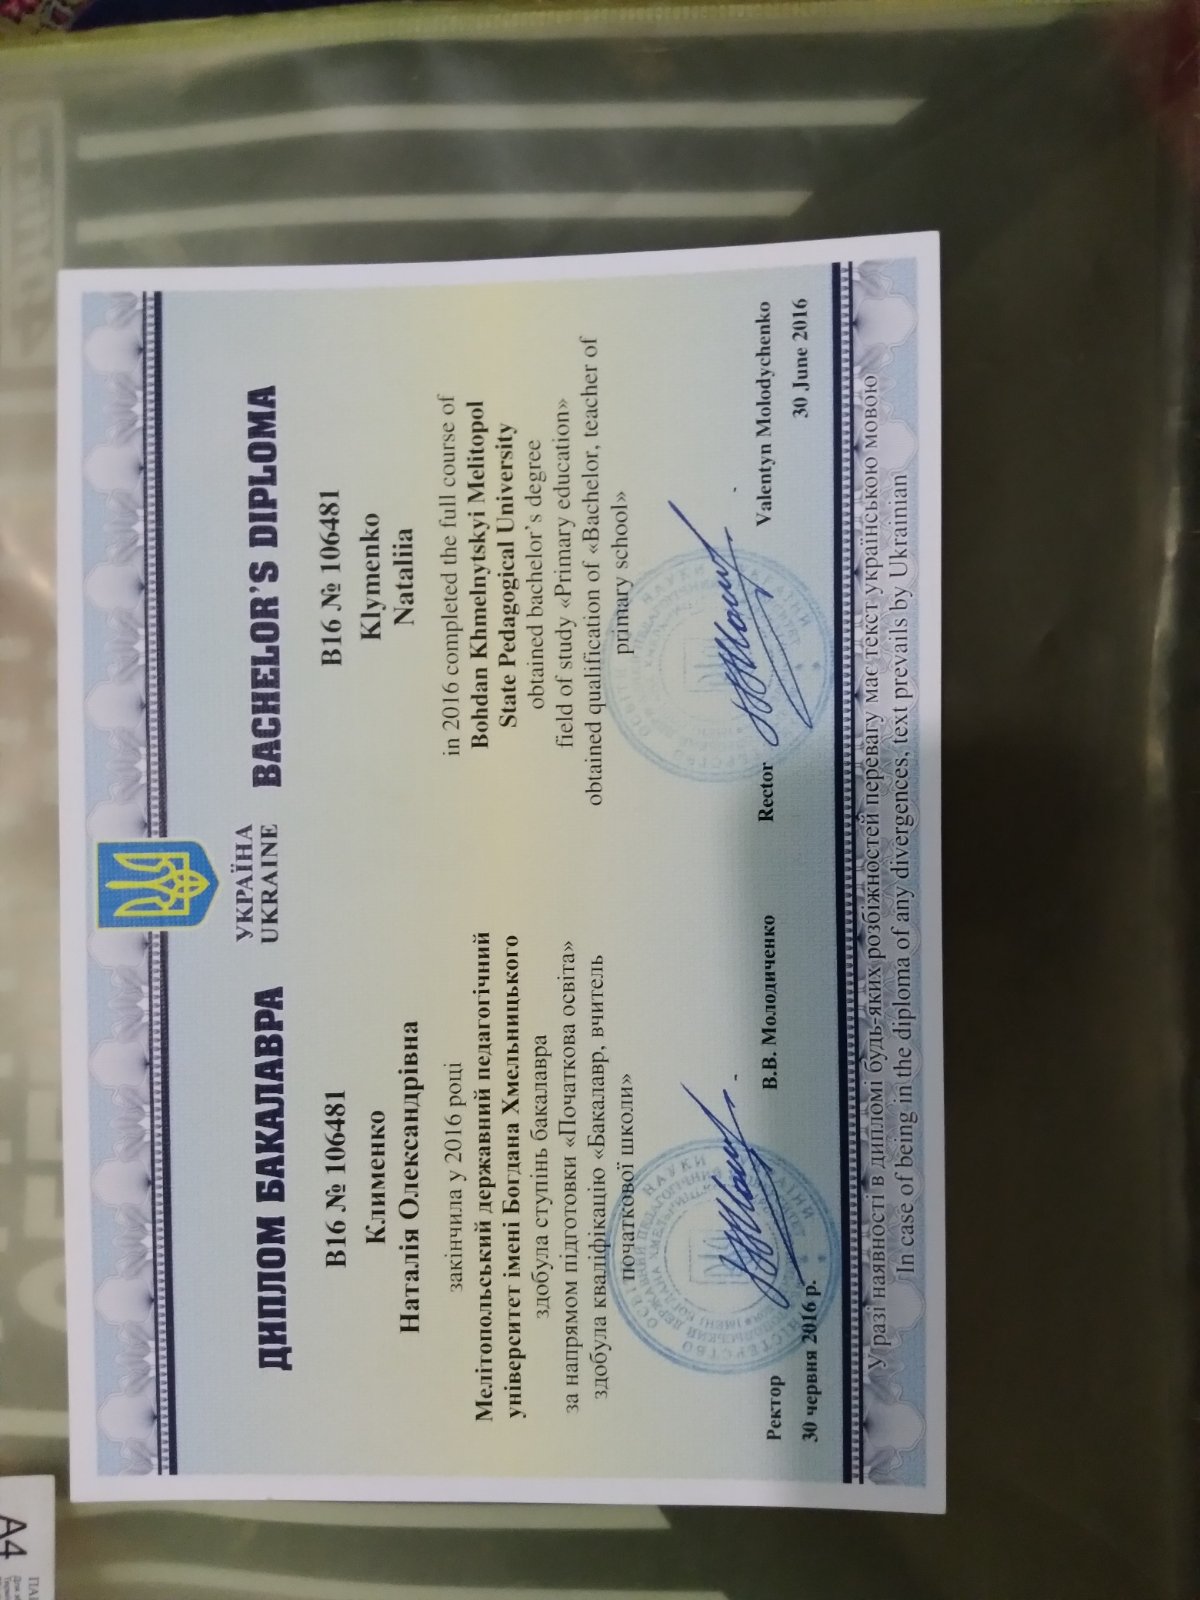 УКРАЇНА
UKRAINE
ДИПЛОМ БАКАЛАВРА
В16 № 106481
Клименко
Наталія Олександрівна
закінчила у 2016 році
Мелітопольський державний педагогічний
університет імені Богдана Хмельницького
здобула ступінь бакалавра
за напрямом підготовки «Початкова освіта»
здобула кваліфікацію «Бакалавр, вчитель
початкової школи»
Ректор
В.В. Молодиченко
30 червня 2016 р.
BACHELOR'S DIPLOMA
B16 № 106481
Klymenko
Nataliia
in 2016 completed the full course of
Bohdan Khmelnytskyi Melitopol
State Pedagogical University
obtained bachelor's degree
field of study «Primary education»
obtained qualification of «Bachelor, teacher of
primary school»
Rector
Valentyn Molodychenko
30 June 2016
У разі наявності в дипломі будь-яких розбіжностей перевагу має текст українською мовою
In case of being in the diploma of any divergences, text prevails by Ukrainian
A4